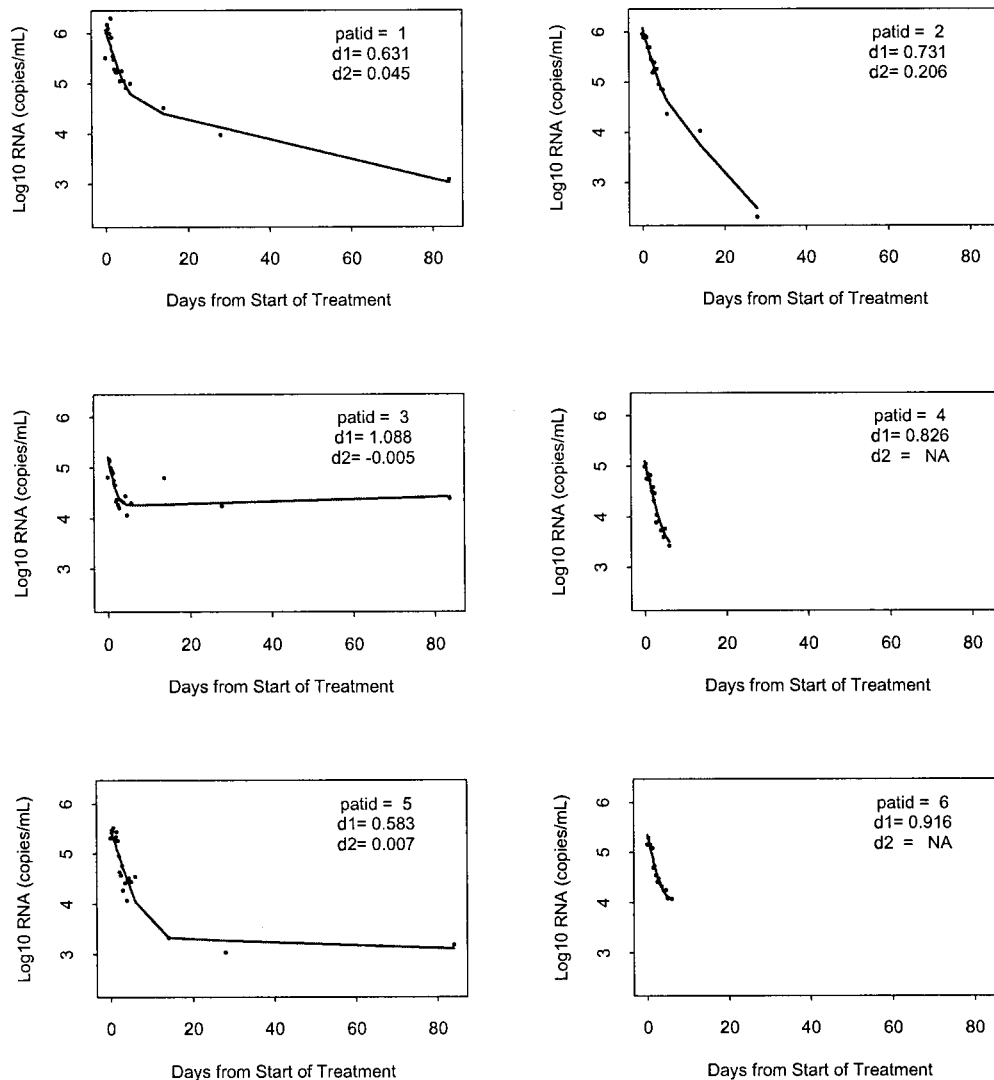 Log10 RNA (copies/mL)
6
5
4
3
patid = 1
d1= 0.631
d2= 0.045
0 20 40 60 80
Days from Start of Treatment
Log10 RNA (copies/mL)
6
5
4
3
patid = 2
d1= 0.731
d2= 0.206
0 20 40 60 80
Days from Start of Treatment
Log10 RNA (copies/mL)
6
5
4
3
patid = 3
d1= 1.088
d2= -0.005
0 20 40 60 80
Days from Start of Treatment
Log10 RNA (copies/mL)
6
5
4
3
patid = 4
d1= 0.826
d2 = NA
0 20 40 60 80
Days from Start of Treatment
Log10 RNA (copies/mL)
6
5
4
3
patid = 5
d1= 0.583
d2= 0.007
0 20 40 60 80
Days from Start of Treatment
Log10 RNA (copies/mL)
6
5
4
3
patid = 6
d1= 0.916
d2 = NA
0 20 40 60 80
Days from Start of Treatment